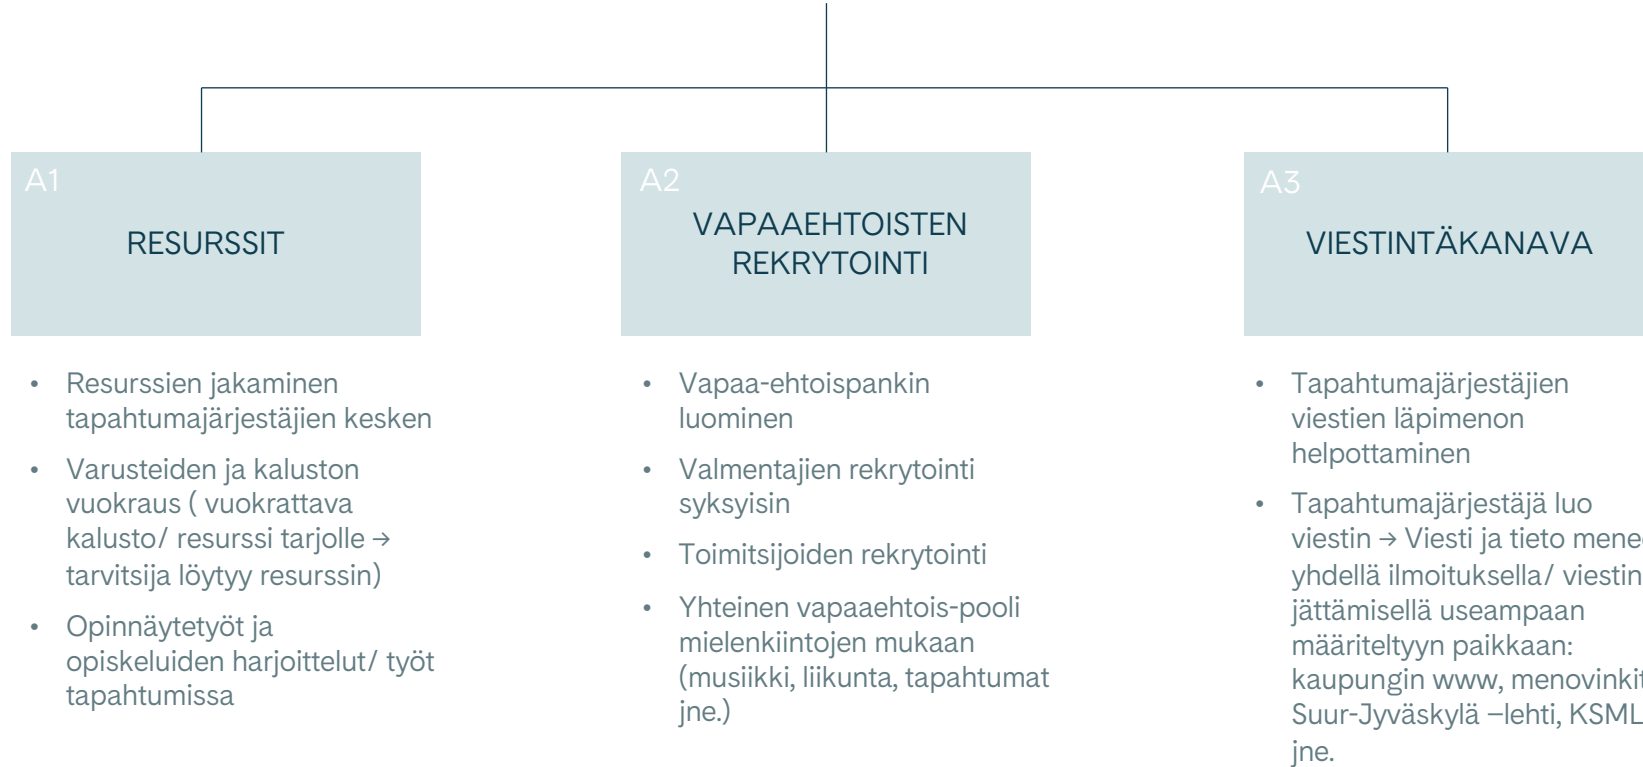 A1
RESURSSIT
• Resurssien jakaminen
tapahtumajärjestäjien kesken
• Varusteiden ja kaluston
vuokraus ( vuokrattava
kalusto/ resurssi tarjolle →
tarvitsija löytyy resurssin)
• Opinnäytetyöt ja
opiskeluiden harjoittelut/ työt
tapahtumissa
A2
VAPAAEHTOISTEN
REKRYTOINTI
• Vapaa-ehtoispankin
luominen
• Valmentajien rekrytointi
syksyisin
• Toimitsijoiden rekrytointi
• Yhteinen vapaaehtois-pooli
mielenkiintojen mukaan
(musiikki, liikunta, tapahtumat
jne.)
A3
VIESTINTÄKANAVA
• Tapahtumajärjestäjien
viestien läpimenon
helpottaminen
• Tapahtumajärjestäjä luo
viestin → Viesti ja tieto
yhdellä ilmoituksella/ viestin
jättämisellä useampaan
määriteltyyn paikkaan:
kaupungin www,
Suur-Jyväskylä –lehti, KSML
jne.